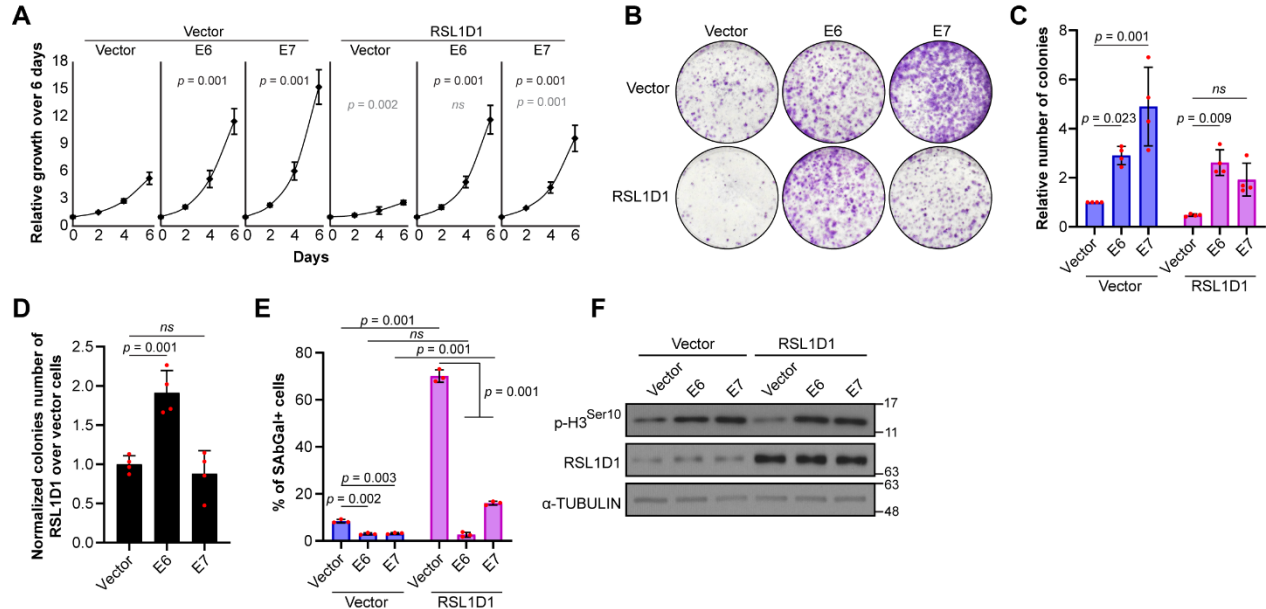 A
Vector
RSL1D1
Vector
E6
E7
Vector
E6
E7
Relative growth over 6 days
18
15
12
9
6
3
0
p = 0.001
p = 0.001
p = 0.002
p = 0.001
ns
p = 0.001
p = 0.001
0 2 4 6
0 2 4 6
0 2 4 6
0 2 4 6
0 2 4 6
0 2 4 6
Days
B
Vector
E6
E7
Vector
RSL1D1
C
Relative number of colonies
8
6
4
2
0
p = 0.001
p = 0.023
ns
p = 0.009
Vector
E6
E7
Vector
E6
E7
Vector
RSL1D1
D
Normalized colonies number of
RSL1D1 over vector cells
2.5
2.0
1.5
1.0
0.5
0.0
ns
p = 0.001
Vector
E6
E7
E
% of SAbGal+ cells
80
60
40
20
0
p = 0.001
ns
p = 0.001
p = 0.001
p = 0.003
p = 0.002
Vector
E6
E7
Vector
E6
E7
Vector
RSL1D1
F
Vector
RSL1D1
Vector
E6
E7
Vector
E6
E7
p-H3Ser10
17
11
RSL1D1
63
α-TUBULIN
63
48